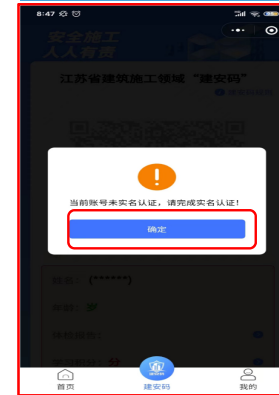 8:47
安全施工
人人有责
江苏省建筑施工领域“建安码”
当前账号未实名认证，请完成实名认证！
确定
姓名： (******)
首页
建安码
我的